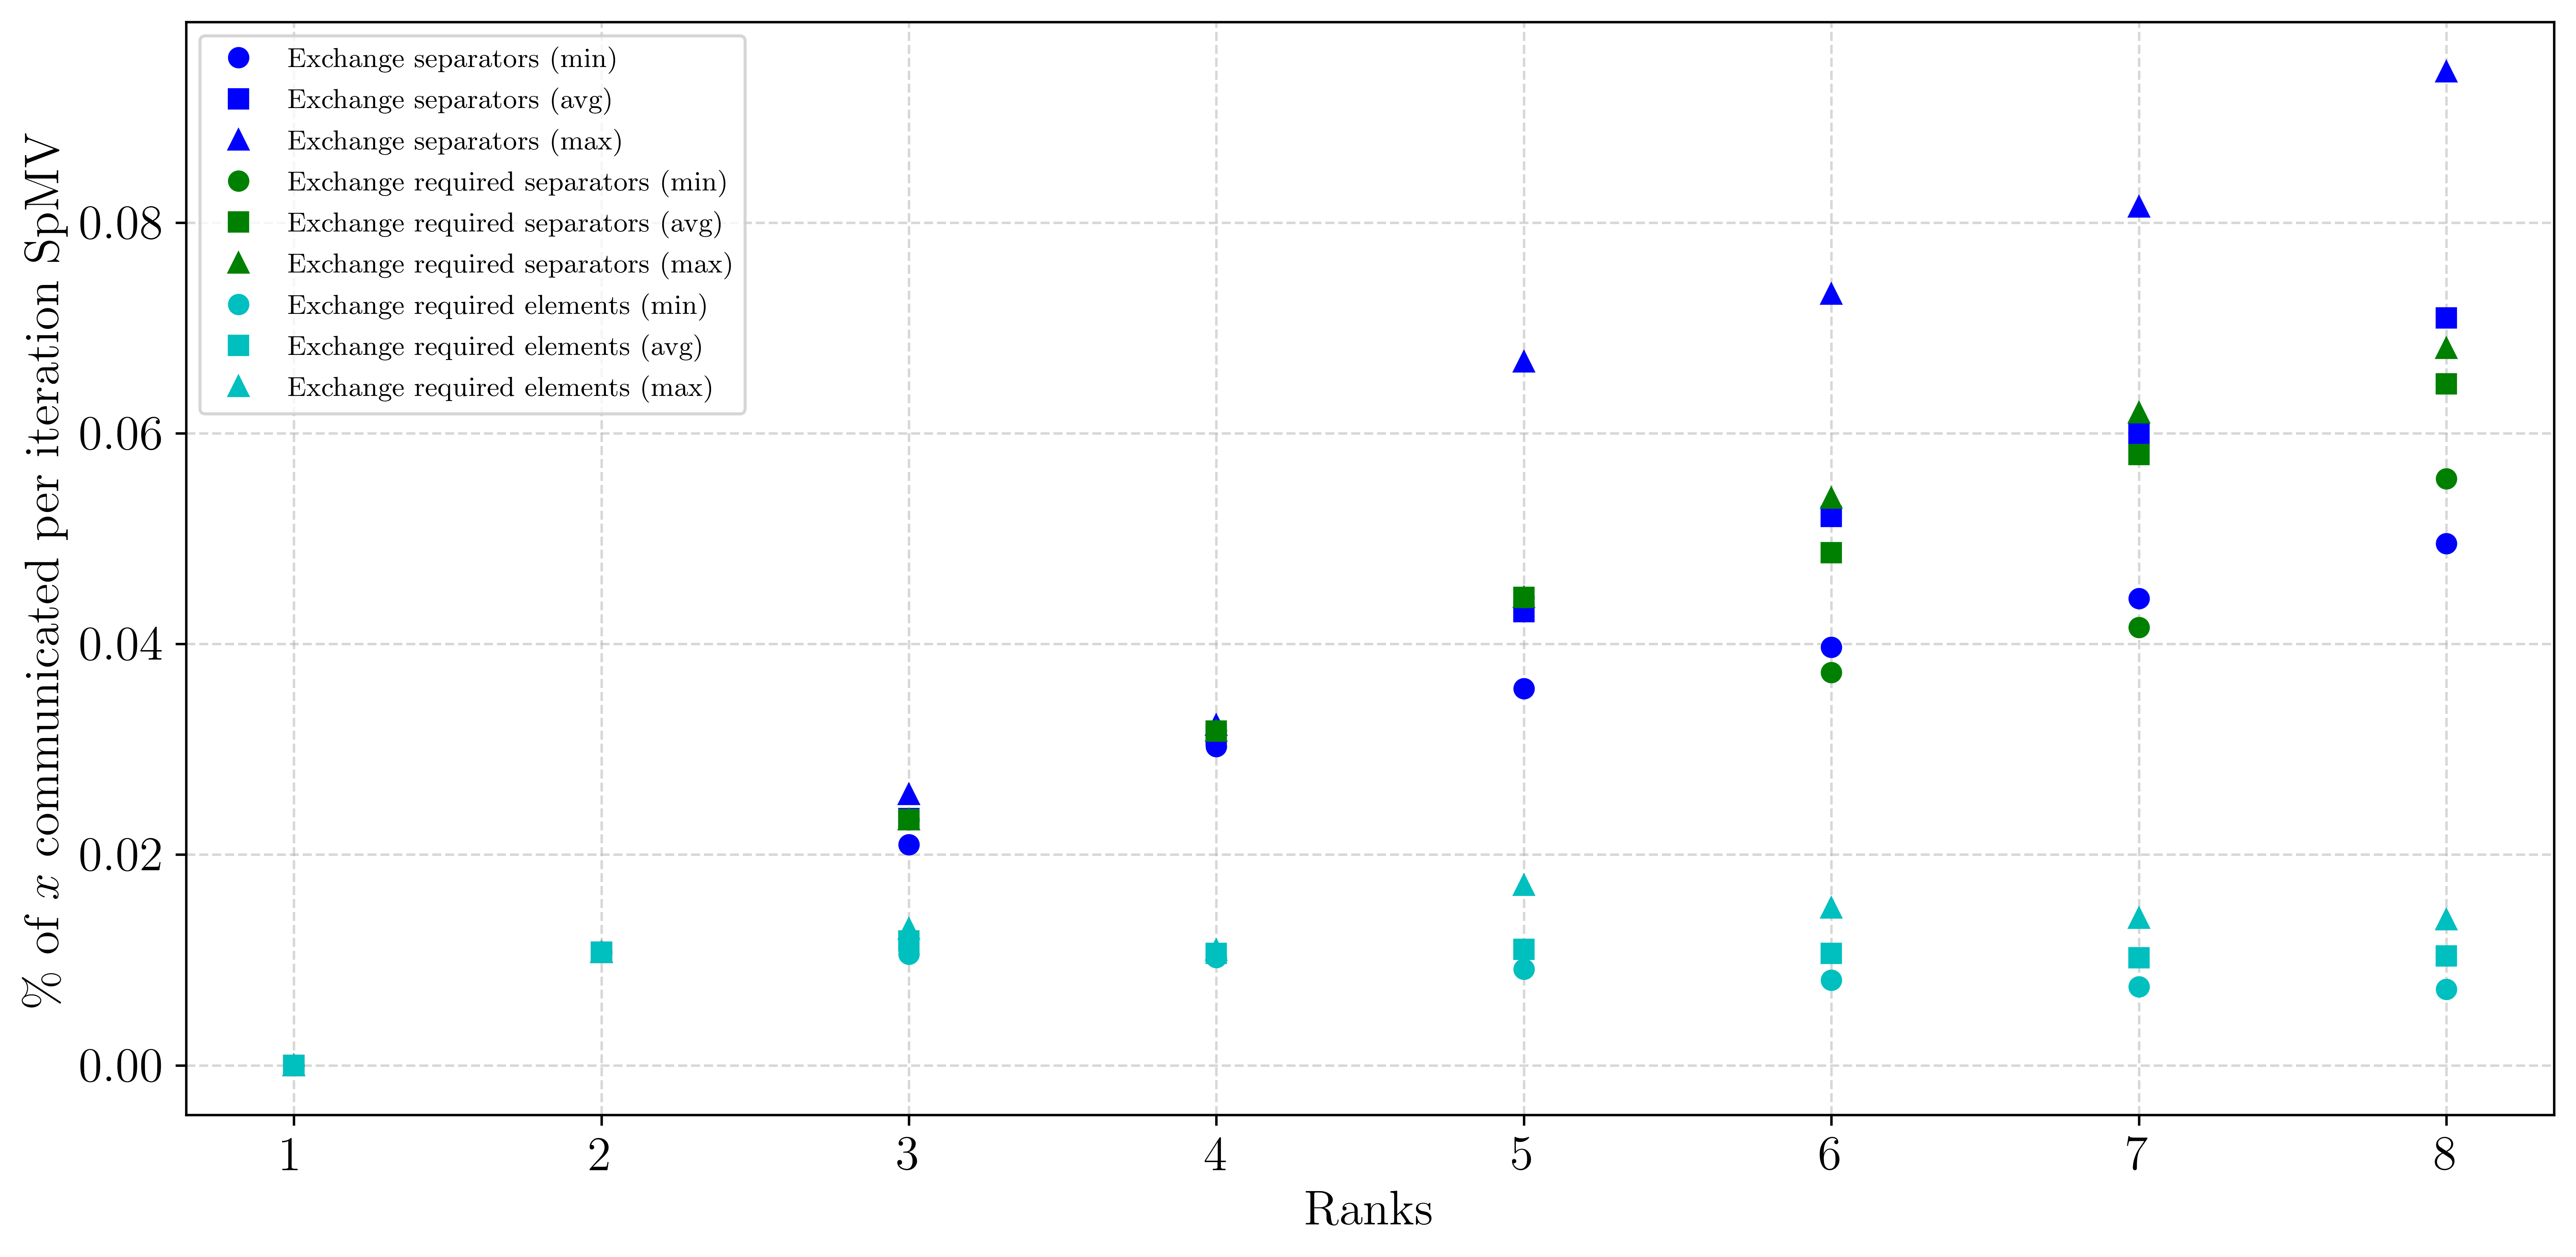 Exchange separators (min)
Exchange separators (avg)
Exchange separators (max)
Exchange required separators (min)
Exchange required separators (avg)
Exchange required separators (max)
Exchange required elements (min)
Exchange required elements (avg)
Exchange required elements (max)
% of x communicated per iteration SpMV
0.08
0.06
0.04
0.02
0.00
1 2 3 4 5 6 7 8
Ranks